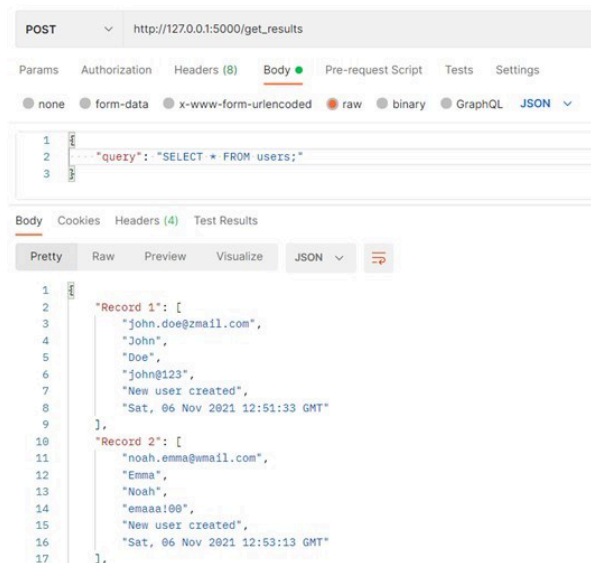 POST http://127.0.0.1:5000/get_results
Params Authorization Headers (8) Body Pre-request Script Tests Settings
none form-data x-www-form-urlencoded raw binary GraphQL JSON
1 {
2 "query": "SELECT * FROM users;"
3 }
Body Cookies Headers (4) Test Results
Pretty Raw Preview Visualize JSON
1 {
2 "Record 1": [
3 "john.doe@zmail.com",
4 "John",
5 "Doe",
6 "john@123",
7 "New user created",
8 "Sat, 06 Nov 2021 12:51:33 GMT"
9 ],
10 "Record 2": [
11 "noah.emma@wmail.com",
12 "Emma",
13 "Noah",
14 "emaaa!00",
15 "New user created",
16 "Sat, 06 Nov 2021 12:53:13 GMT"
17 ],